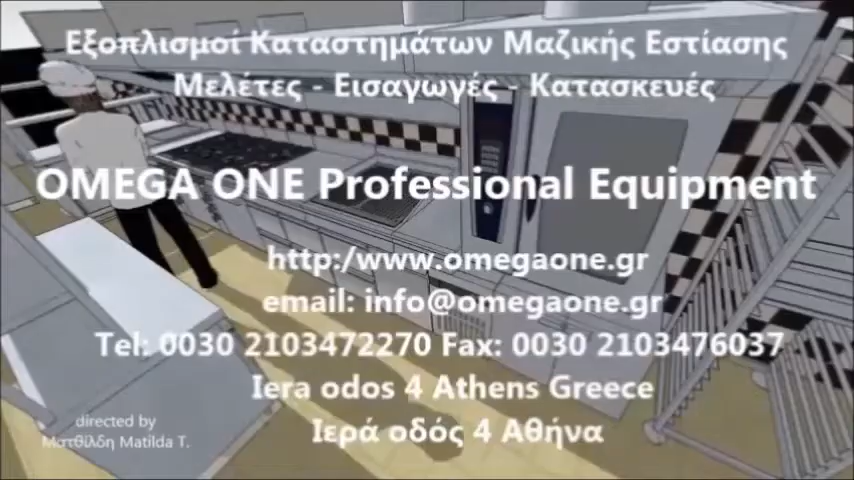 Εξοπλισμοί Καταστημάτων Μαζικής Εστίασης
Μελέτες - Εισαγωγές - Κατασκευές
OMEGA ONE Professional Equipment
http:/www.omegaone.gr
email: info@omegaone.gr
Tel: 0030 2103472270 Fax: 0030 2103476037
Iera odos 4 Athens Greece
Ιερά οδός 4 Αθήνα
directed by
Ματθίλδη Matilda T.